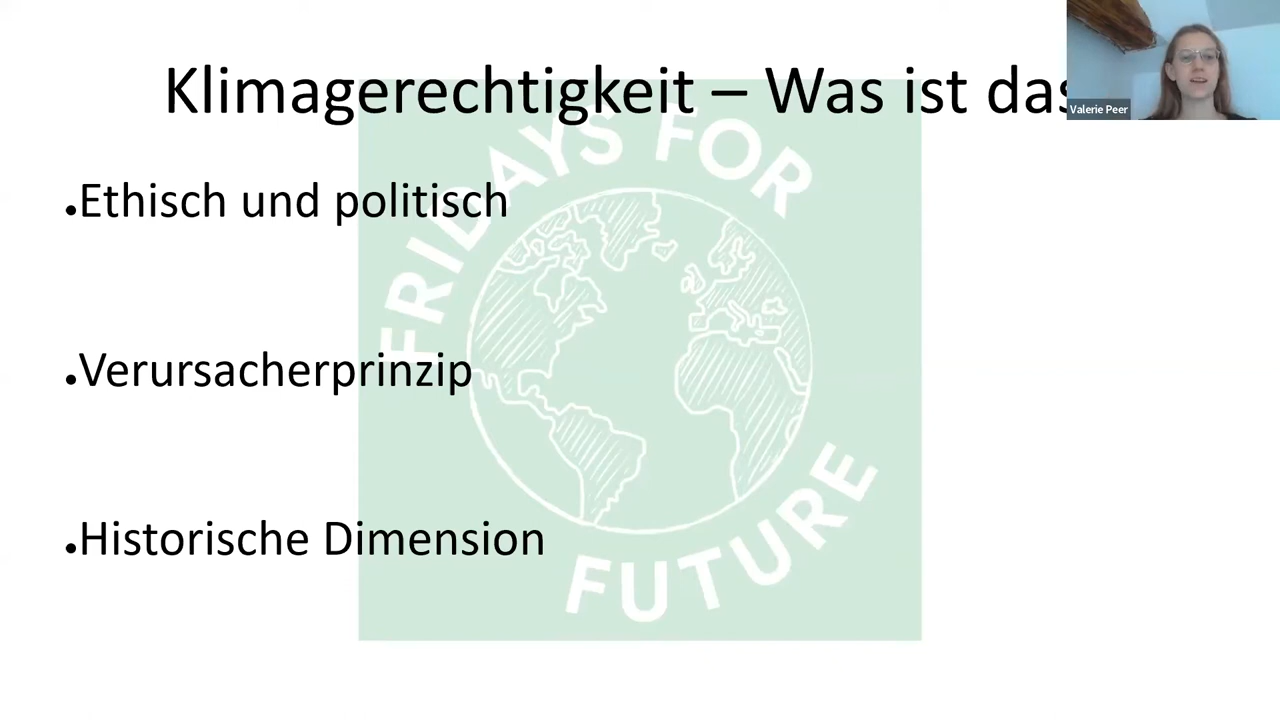 Klimagerechtigkeit – Was ist das
Valerie Peer
FRIDAYS FOR
•Ethisch und politisch
•Verursacherprinzip
•Historische Dimension
FUTURE